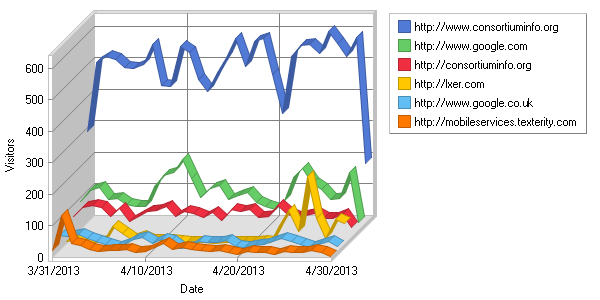 600
500
400
300
200
100
0
Visitors
3/31/2013
4/10/2013
4/20/2013
4/30/2013
Date
http://www.consortiuminfo.org
http://www.google.com
http://consortiuminfo.org
http://lxer.com
http://www.google.co.uk
http://mobileservices.texterity.com